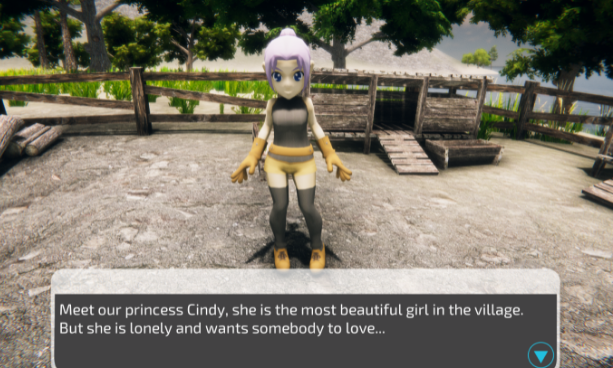 Meet our princess Cindy, she is the most beautiful girl in the village.
But she is lonely and wants somebody to love...